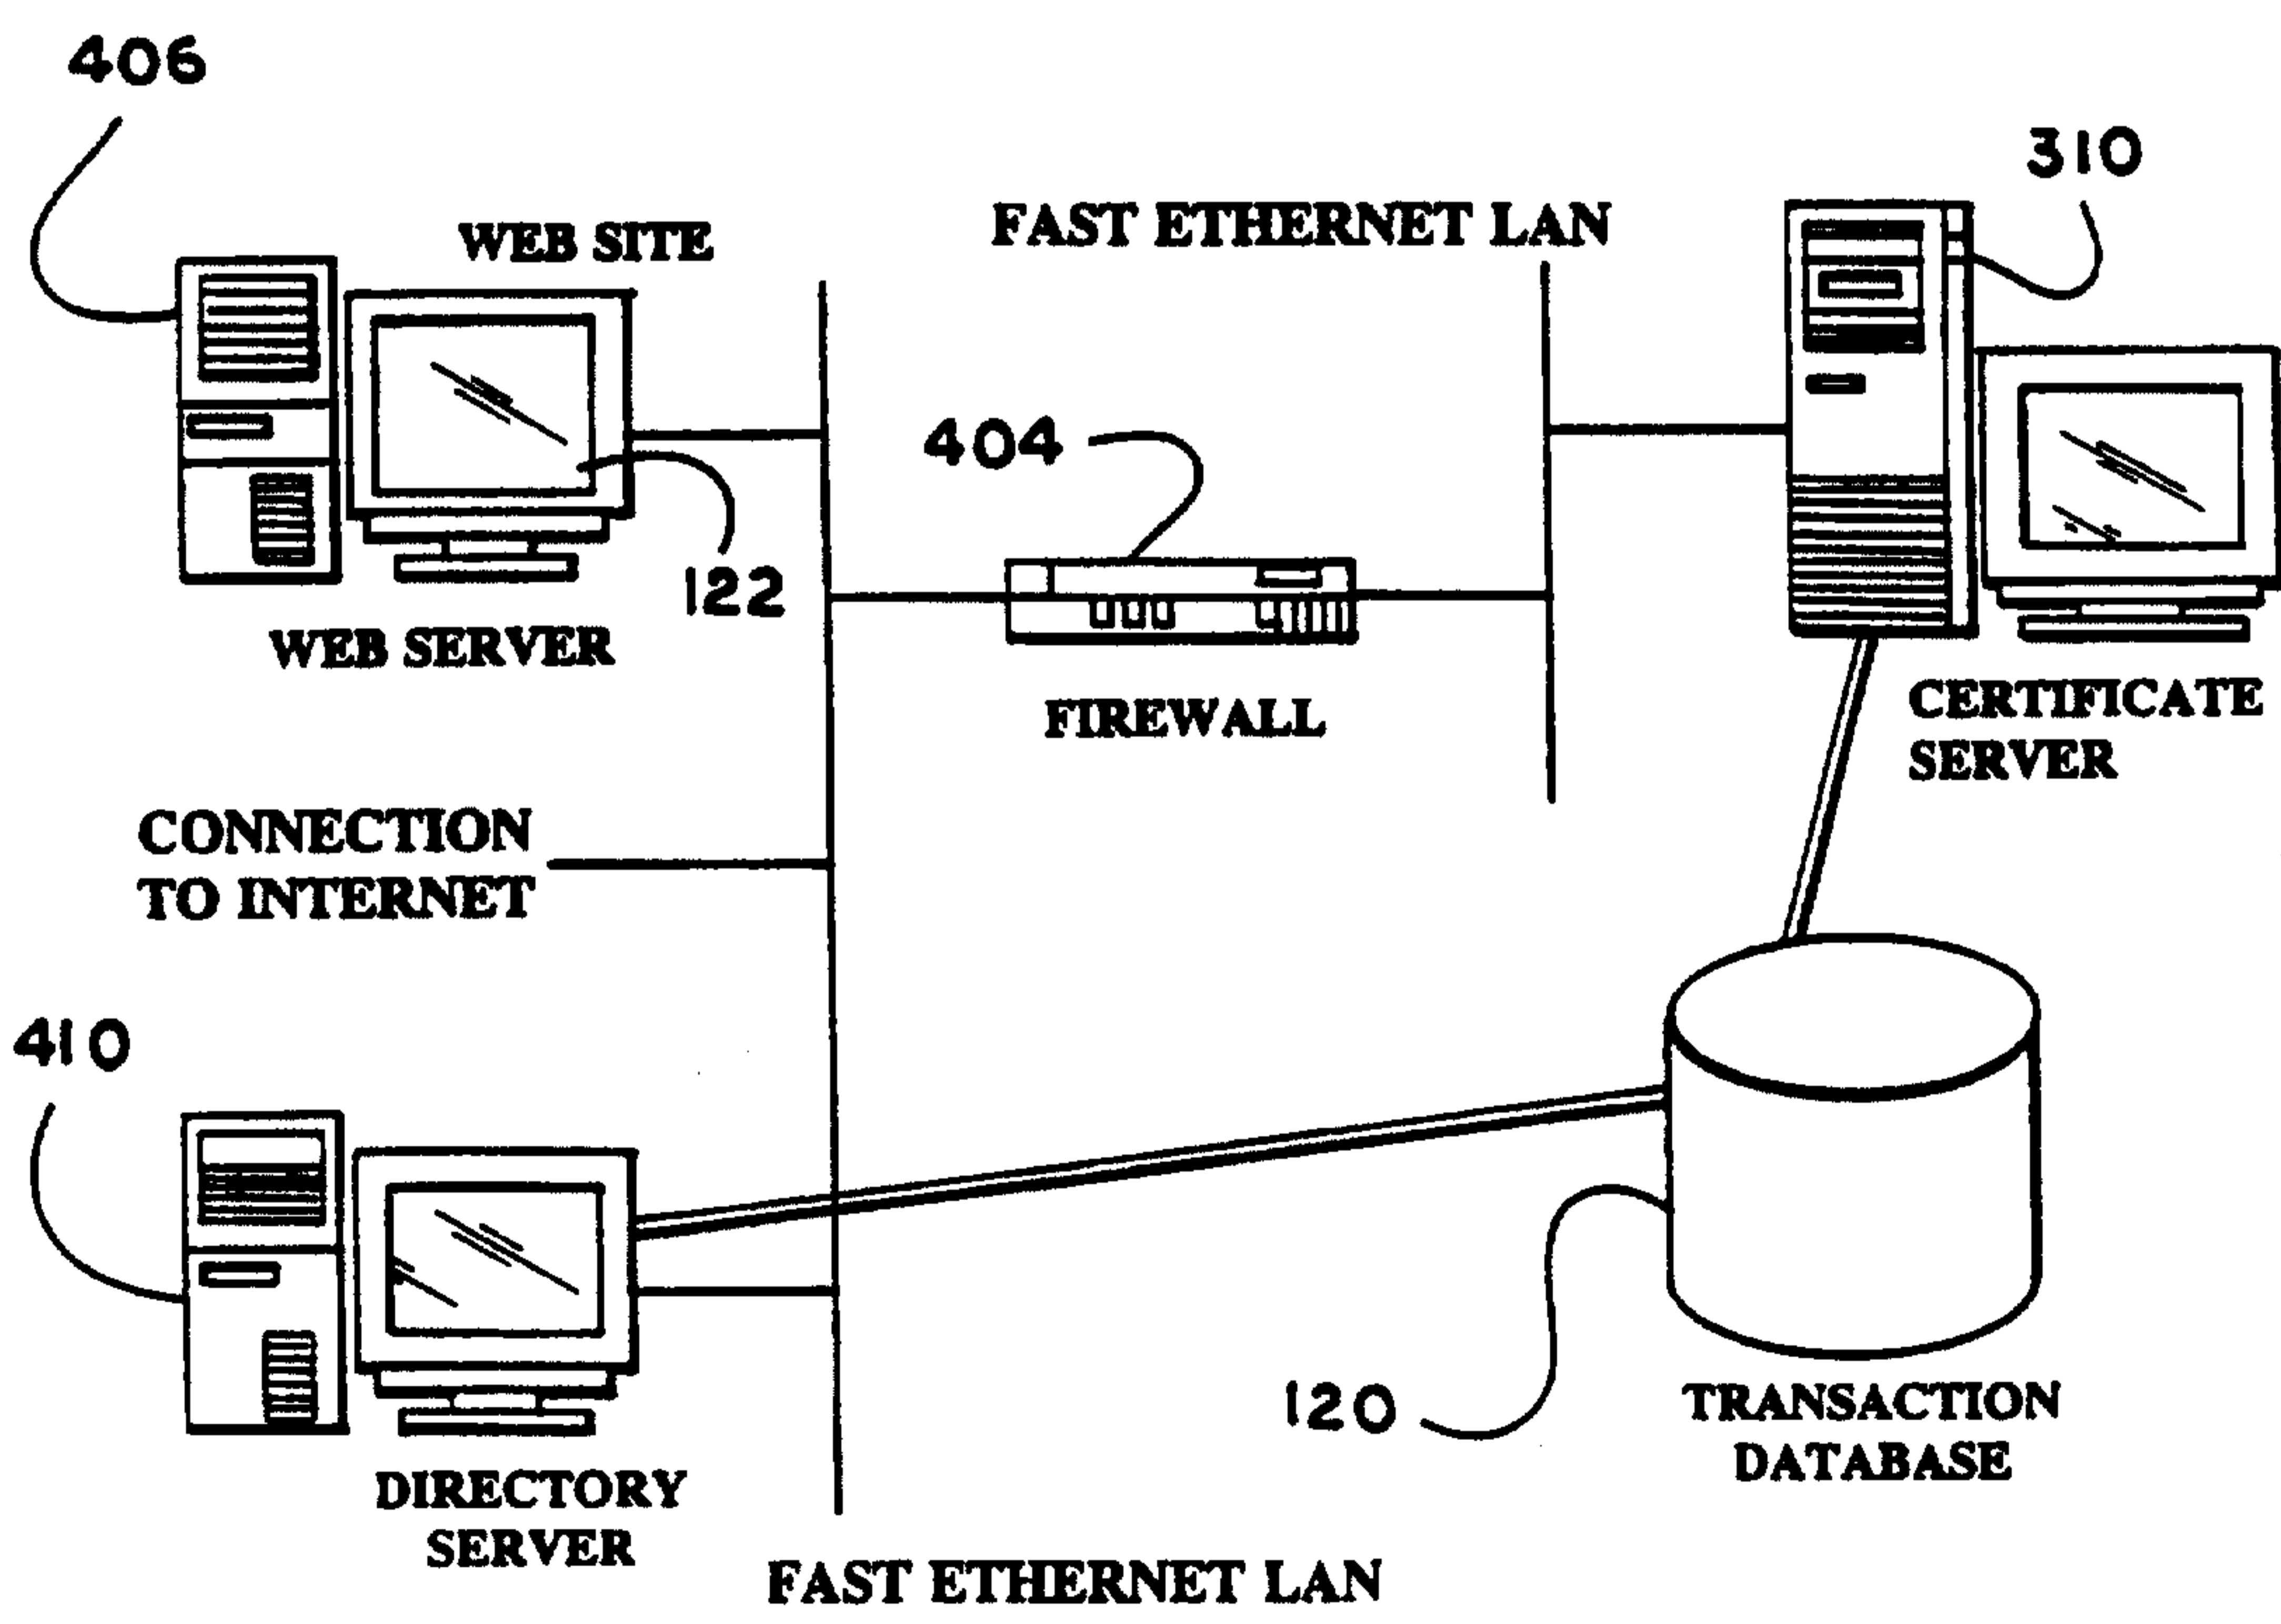 406
310
WEB SITE
FAST ETHERNET LAN
404
122
WEB SERVER
FIREWALL
CERTIFICATE
SERVER
CONNECTION
TO INTERNET
410
120
TRANSACTION
DATABASE
DIRECTORY
SERVER
FAST ETHERNET LAN